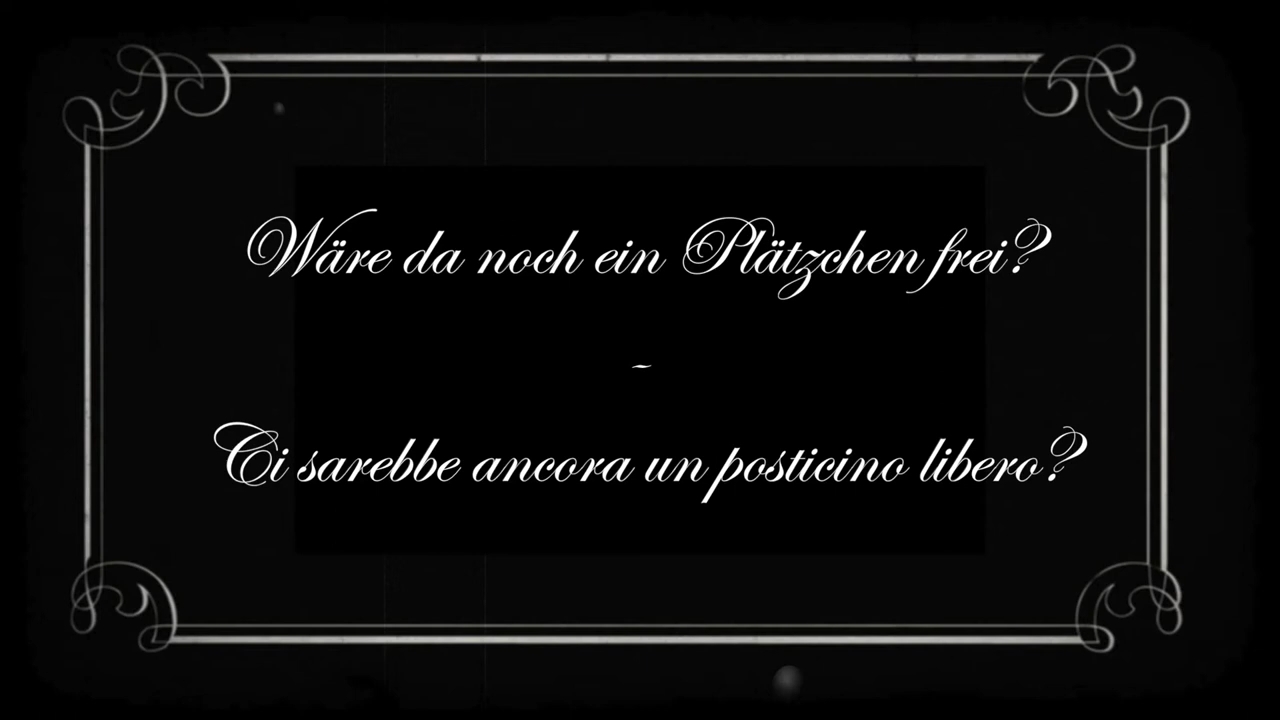 Wäre da noch ein Plätzchen frei?
-
Ci sarebbe ancora un posticino libero?